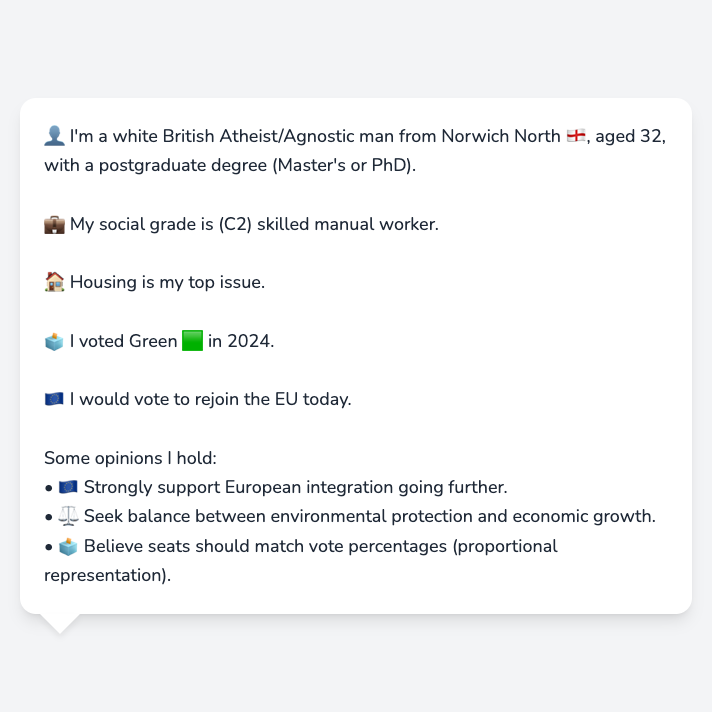 👤 I'm a white British Atheist/Agnostic man from Norwich North 🏴󠁧󠁢󠁥󠁮󠁧󠁿, aged 32,
with a postgraduate degree (Master's or PhD).
💼 My social grade is (C2) skilled manual worker.
🏠 Housing is my top issue.
🗳️ I voted Green 🟩 in 2024.
🇪🇺 I would vote to rejoin the EU today.
Some opinions I hold:
• 🇪🇺 Strongly support European integration going further.
• ⚖️ Seek balance between environmental protection and economic growth.
• 🗳️ Believe seats should match vote percentages (proportional
representation).